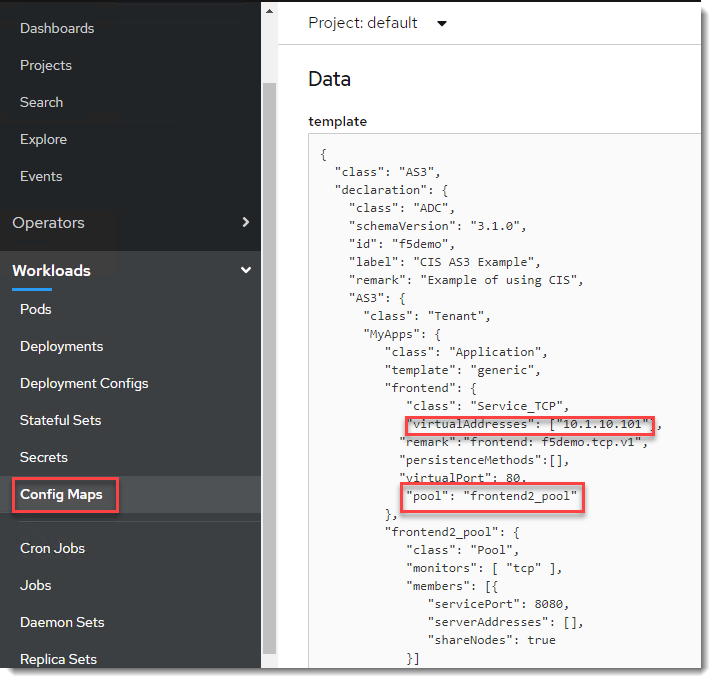 Dashboards
Projects
Search
Explore
Events
Operators
Workloads
Pods
Deployments
Deployment Configs
Stateful Sets
Secrets
Config Maps
Cron Jobs
Jobs
Daemon Sets
Replica Sets
Project: default
Data
template
{
"class": "AS3",
"declaration": {
"class": "ADC",
"schemaVersion": "3.1.0",
"id": "f5demo",
"label": "CIS AS3 Example",
"remark": "Example of using CIS",
"AS3": {
"class": "Tenant",
"MyApps": {
"class": "Application",
"template": "generic",
"frontend": {
"class": "Service_TCP",
"virtualAddresses": ["10.1.10.101"],
"remark":"frontend: f5demo.tcp.v1",
"persistenceMethods":[],
"virtualPort": 80,
"pool": "frontend2_pool"
},
"frontend2_pool": {
"class": "Pool",
"monitors": [ "tcp" ],
"members": [{
"servicePort": 8080,
"serverAddresses": [],
"shareNodes": true
}]